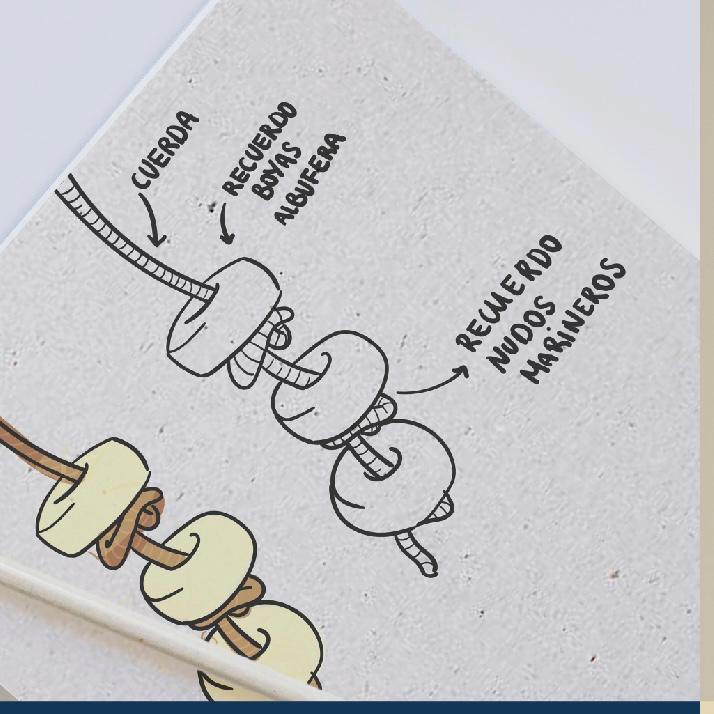 CUERDA
RECUERDO
BOYAS
ALBUFERA
RECUERDO
NUDOS
MARINEROS